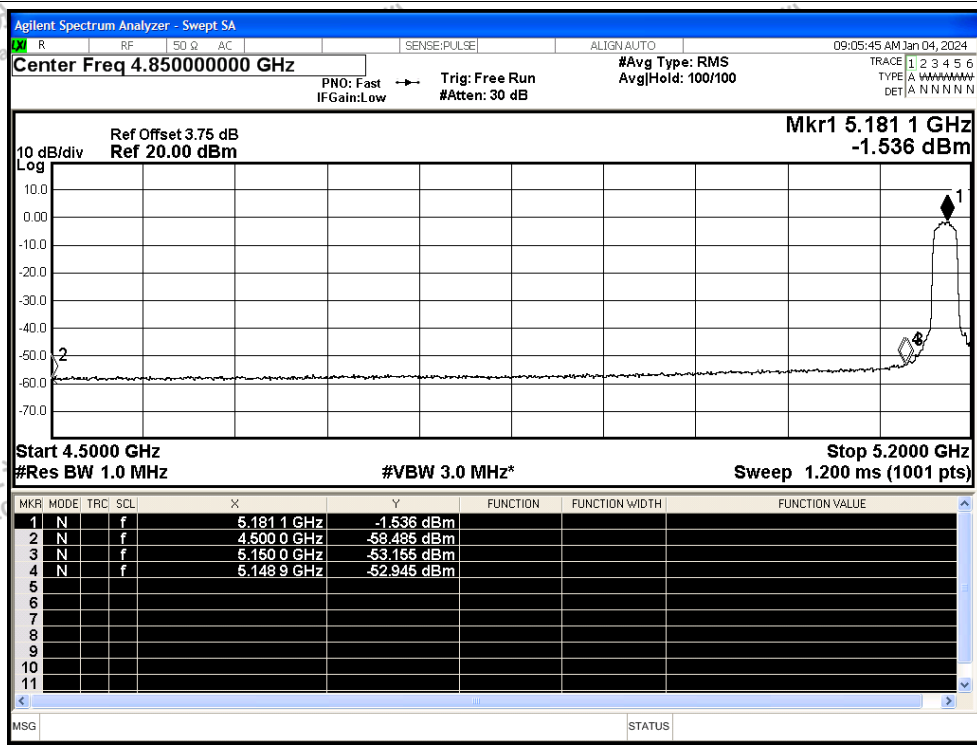 Agilent Spectrum Analyzer - Swept SA
LXI R RF 50 Ω AC SENSE:PULSE ALIGN AUTO 09:05:45 AM Jan 04, 2024
Center Freq 4.850000000 GHz
PNO: Fast
IFGain:Low
Trig: Free Run
#Atten: 30 dB
#Avg Type: RMS
Avg|Hold: 100/100
TRACE 1 2 3 4 5 6
TYPE A WWWWW
DET A N N N N N
Mkr1 5.181 1 GHz
-1.536 dBm
Ref Offset 3.75 dB
10 dB/div Ref 20.00 dBm
Log
10.0
0.00
-10.0
-20.0
-30.0
-40.0
-50.0
-60.0
-70.0
1
2
Start 4.5000 GHz Stop 5.2000 GHz
#Res BW 1.0 MHz #VBW 3.0 MHz* Sweep 1.200 ms (1001 pts)
MKR MODE TRC SCL X Y FUNCTION FUNCTION WIDTH FUNCTION VALUE
1 N f 5.181 1 GHz -1.536 dBm
2 N f 4.500 0 GHz -58.485 dBm
3 N f 5.150 0 GHz -53.155 dBm
4 N f 5.148 9 GHz -52.945 dBm
5
6
7
8
9
10
11
MSG STATUS